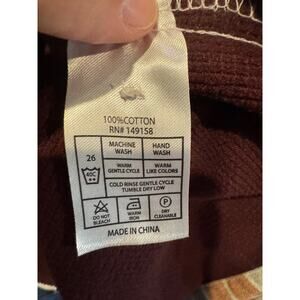 100%COTTON
RN# 149158
26
MACHINE WASH
HAND WASH
40C
WARM GENTLE CYCLE
WARM LIKE COLORS
COLD RINSE GENTLE CYCLE
TUMBLE DRY LOW
DO NOT BLEACH
WARM IRON
DRY CLEANABLE
MADE IN CHINA